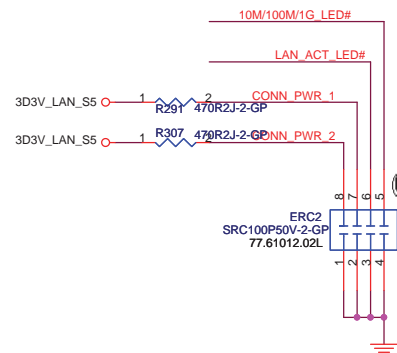 10M/100M/1G_LED#
LAN_ACT_LED#
3D3V_LAN_S5 1 2 CONN_PWR_1
R291 470R2J-2-GP
3D3V_LAN_S5 1 2 CONN_PWR_2
R307 470R2J-2-GP
8 7 6 5
ERC2
SRC100P50V-2-GP
77.61012.02L
1 2 3 4